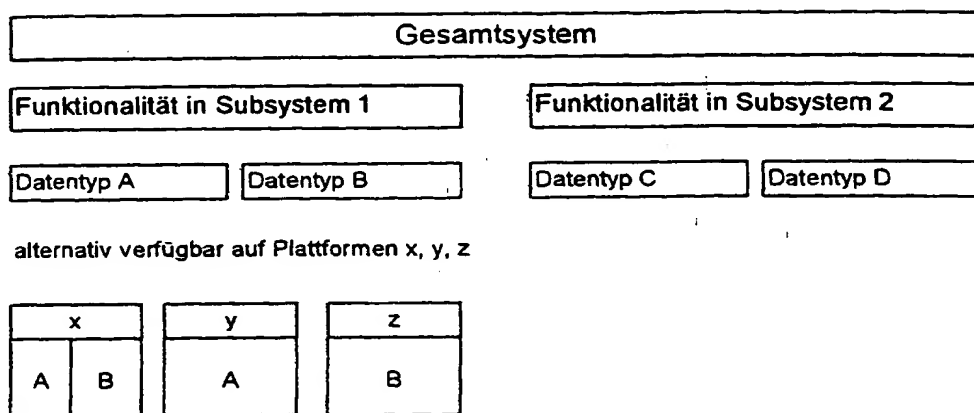 Gesamtsystem
Funktionalität in Subsystem 1 Funktionalität in Subsystem 2
Datentyp A Datentyp B Datentyp C Datentyp D
alternativ verfügbar auf Plattformen x, y, z
x y z
A B A B